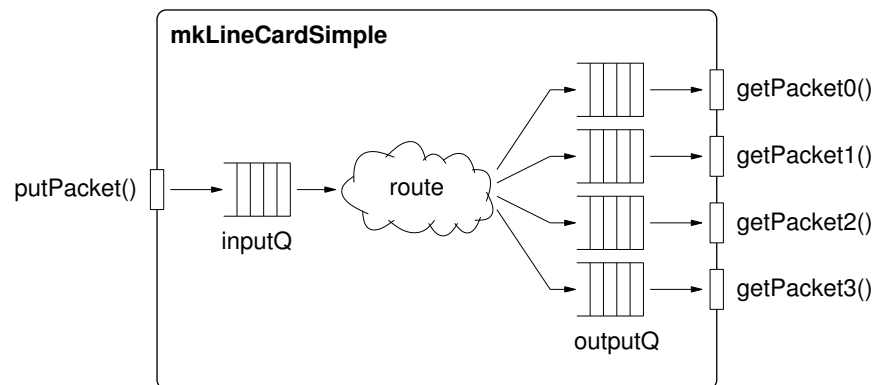 mkLineCardSimple
putPacket()
inputQ
route
outputQ
getPacket0()
getPacket1()
getPacket2()
getPacket3()